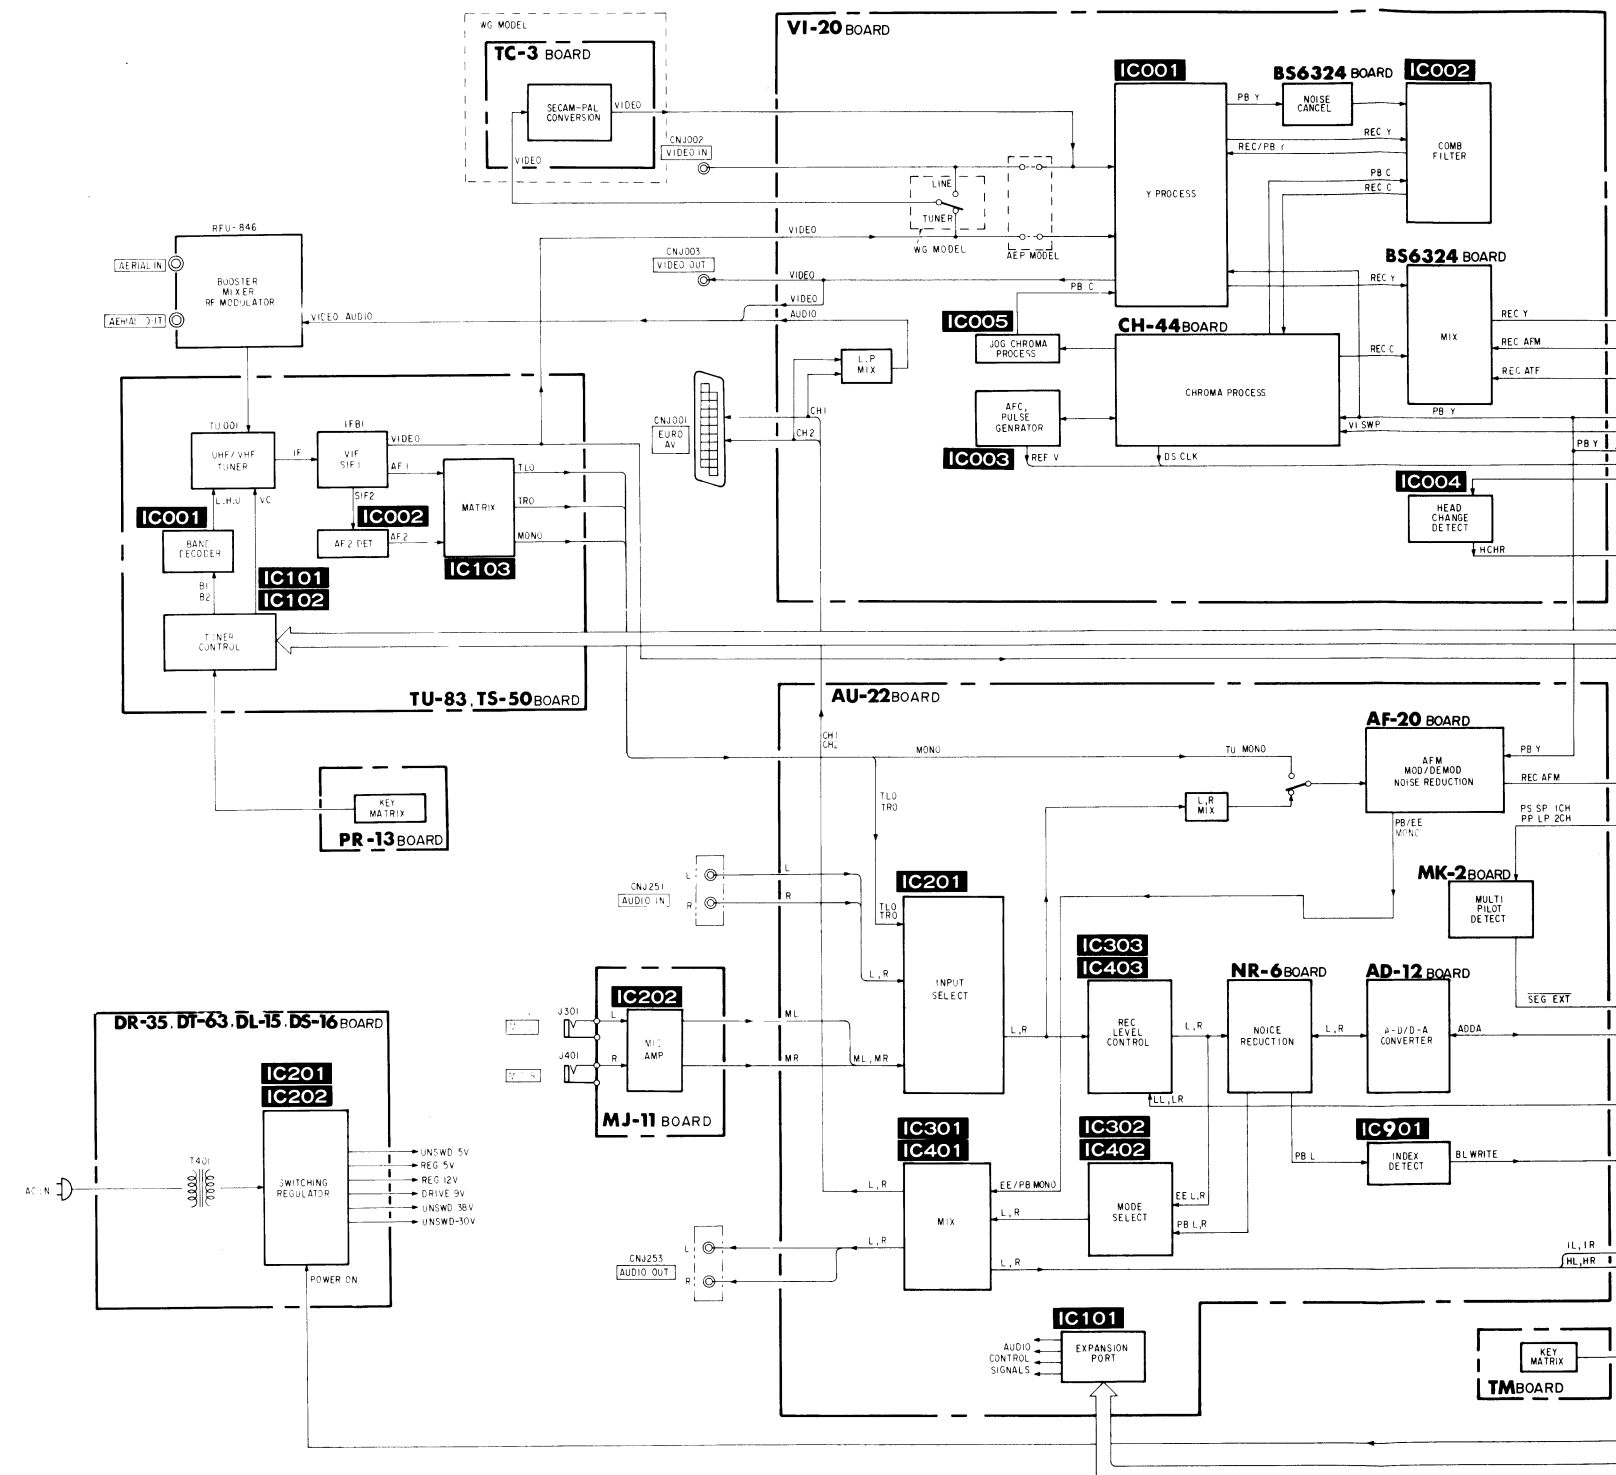 WG MODEL
TC-3 BOARD
SECAM-PAL
CONVERSION
VIDEO
VIDEO
CNJ002
VIDEO IN
VI-20 BOARD
IC001
Y PROCESS
PB Y
BS6324 BOARD
NOISE
CANCEL
IC002
COMB
FILTER
REC Y
REC/PB Y
PB C
REC C
LINE
TUNER
WG MODEL
AEP MODEL
VIDEO
CNJ003
VIDEO OUT
VIDEO
PB C
VIDEO
AUDIO
BS6324 BOARD
REC Y
MIX
REC Y
REC AFM
REC ATF
IC005
JOG CHROMA
PROCESS
CH-44 BOARD
CHROMA PROCESS
REC C
L.P
MIX
AFC,
PULSE
GENRATOR
IC003
REF V
DS CLK
PB Y
VI SWP
PB Y
IC004
HEAD
CHANGE
DETECT
HCHR
RFU-846
AERIAL IN
BOOSTER
MIXER
RF MODULATOR
VIDEO AUDIO
CNJ001
EURO
AV
CH1
CH2
TU001
UHF/VHF
TUNER
IF
IFB1
VIF
SIF1
VIDEO
AF1
SIF2
L.H.U
VC
IC001
BAND
DECODER
IC002
AF2 DET
AF2
MATRIX
IC103
TLO
TRO
MONO
B1
B2
IC101
IC102
TUNER
CONTROL
TU-83, TS-50 BOARD
KEY
MATRIX
PR-13 BOARD
AU-22 BOARD
CH1
CH2
MONO
TU MONO
AF-20 BOARD
AFM
MOD/DEMOD
NOISE REDUCTION
PB Y
REC AFM
TLO
TRO
L,R
MIX
PB/EE
MONO
PS SP 1CH
PP LP 2CH
MK-2 BOARD
MULTI
PILOT
DETECT
SEG EXT
CNJ251
AUDIO IN
L
R
L
R
IC201
TLO
TRO
INPUT
SELECT
L,R
L,R
IC303
IC403
REC
LEVEL
CONTROL
L,R
LL,LR
NR-6 BOARD
NOICE
REDUCTION
L,R
AD-12 BOARD
A-D/D-A
CONVERTER
ADDA
J301
J401
L
R
IC202
MIC
AMP
MJ-11 BOARD
ML
MR
ML,MR
DR-35, DT-63, DL-15, DS-16 BOARD
IC201
IC202
SWITCHING
REGULATOR
AC IN
T401
UNSWD 5V
REG 5V
REG 12V
DRIVE 9V
UNSWD 38V
UNSWD-30V
POWER ON
IC301
IC401
MIX
L,R
EE/PB MONO
L,R
L,R
L,R
IC302
IC402
MODE
SELECT
EE L,R
PB L,R
PB L
IC901
INDEX
DETECT
BL WRITE
CNJ253
AUDIO OUT
L
R
IL,IR
HL,HR
IC101
EXPANSION
PORT
AUDIO
CONTROL
SIGNALS
KEY
MATRIX
TM BOARD